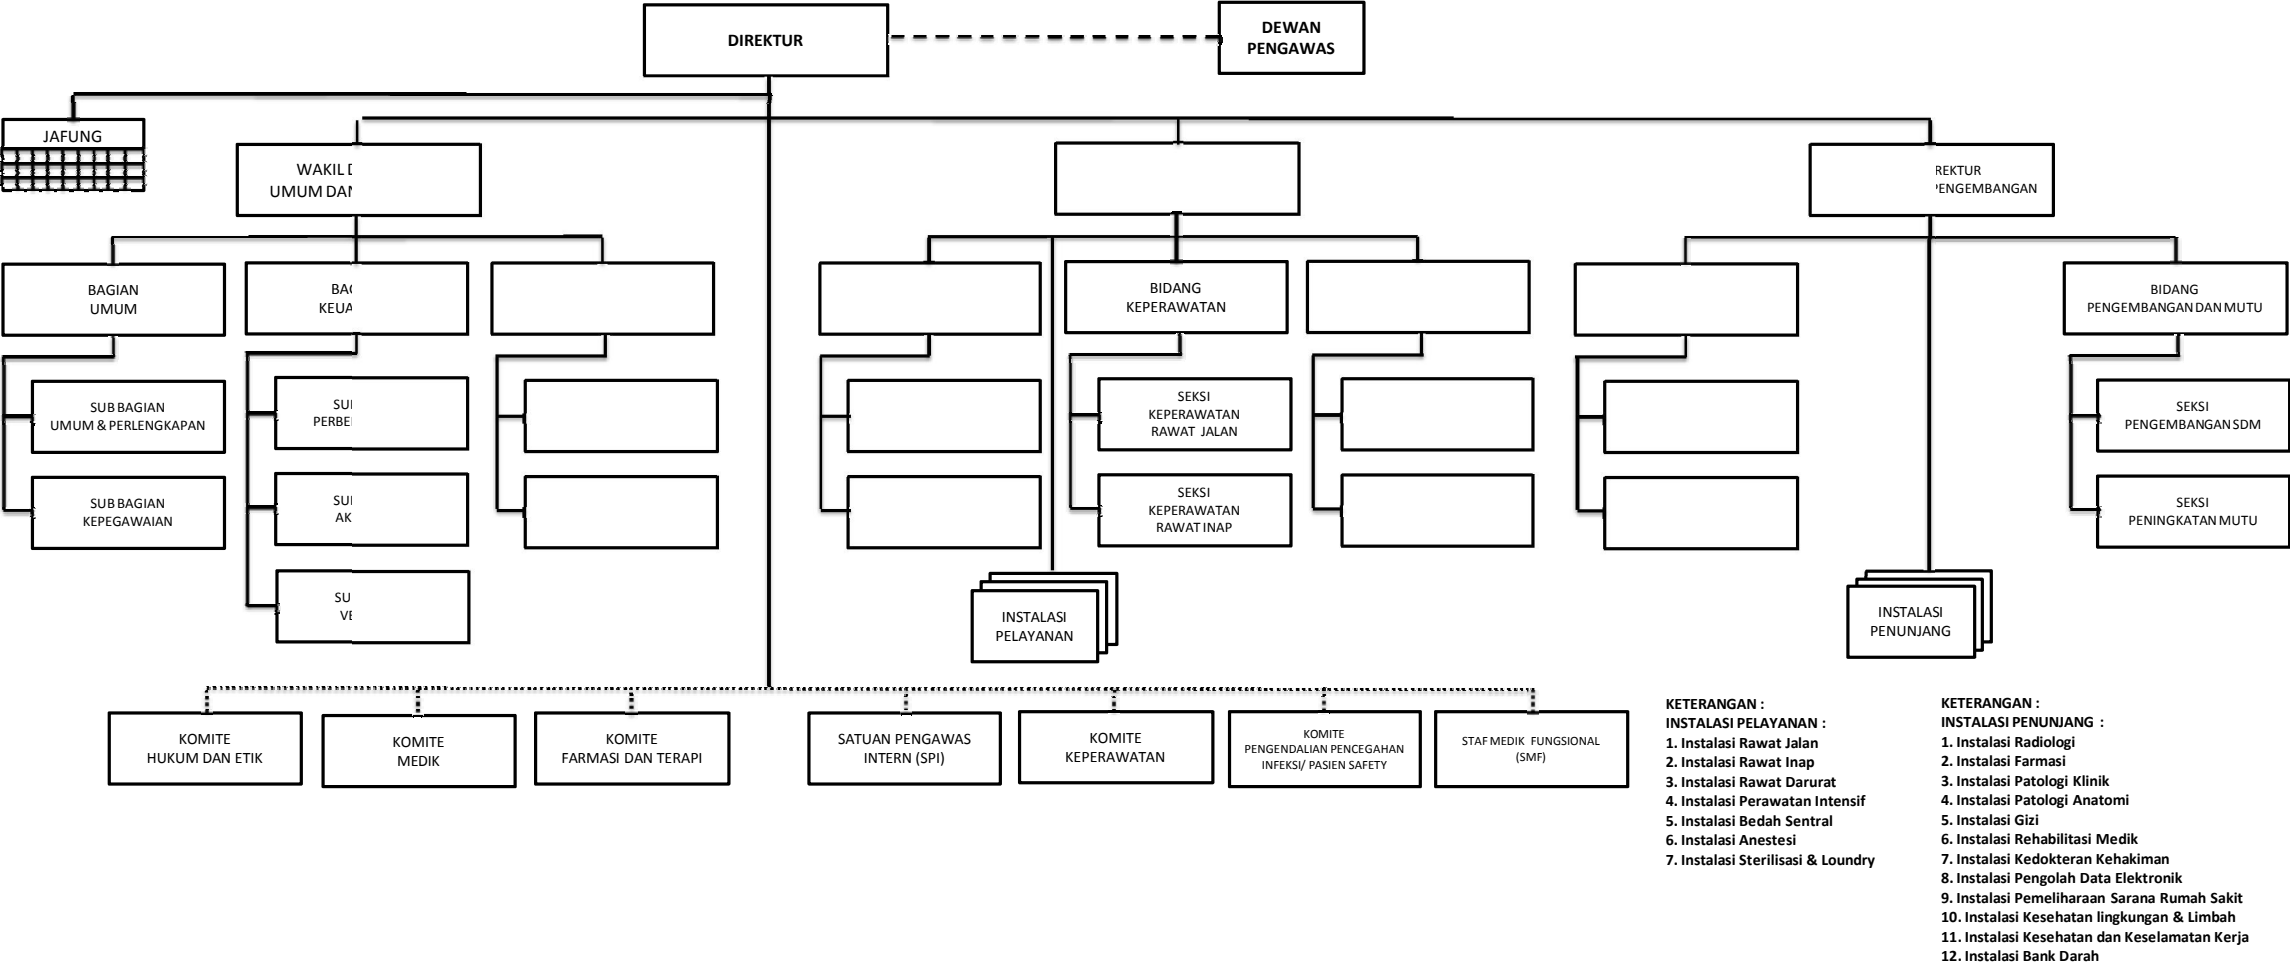 DIREKTUR
DEWAN
PENGAWAS
JAFUNG
WAKIL
UMUM
REKTUR
PENGEMBANGAN
BAGIAN
UMUM
BIDANG
KEPERAWATAN
BIDANG
PENGEMBANGAN DAN MUTU
SUB BAGIAN
UMUM & PERLENGKAPAN
SUB BAGIAN
KEPEGAWAIAN
SEKSI
KEPERAWATAN
RAWAT JALAN
SEKSI
KEPERAWATAN
RAWAT INAP
SEKSI
PENGEMBANGAN SDM
SEKSI
PENINGKATAN MUTU
INSTALASI
PELAYANAN
INSTALASI
PENUNJANG
KOMITE
HUKUM DAN ETIK
KOMITE
MEDIK
KOMITE
FARMASI DAN TERAPI
SATUAN PENGAWAS
INTERN (SPI)
KOMITE
KEPERAWATAN
KOMITE
PENGENDALIAN PENCEGAHAN
INFEKSI/ PASIEN SAFETY
STAF MEDIK FUNGSIONAL
(SMF)
KETERANGAN :
INSTALASI PELAYANAN :
1. Instalasi Rawat Jalan
2. Instalasi Rawat Inap
3. Instalasi Rawat Darurat
4. Instalasi Perawatan Intensif
5. Instalasi Bedah Sentral
6. Instalasi Anestesi
7. Instalasi Sterilisasi & Loundry
KETERANGAN :
INSTALASI PENUNJANG :
1. Instalasi Radiologi
2. Instalasi Farmasi
3. Instalasi Patologi Klinik
4. Instalasi Patologi Anatomi
5. Instalasi Gizi
6. Instalasi Rehabilitasi Medik
7. Instalasi Kedokteran Kehakiman
8. Instalasi Pengolah Data Elektronik
9. Instalasi Pemeliharaan Sarana Rumah Sakit
10. Instalasi Kesehatan lingkungan & Limbah
11. Instalasi Kesehatan dan Keselamatan Kerja
12. Instalasi Bank Darah